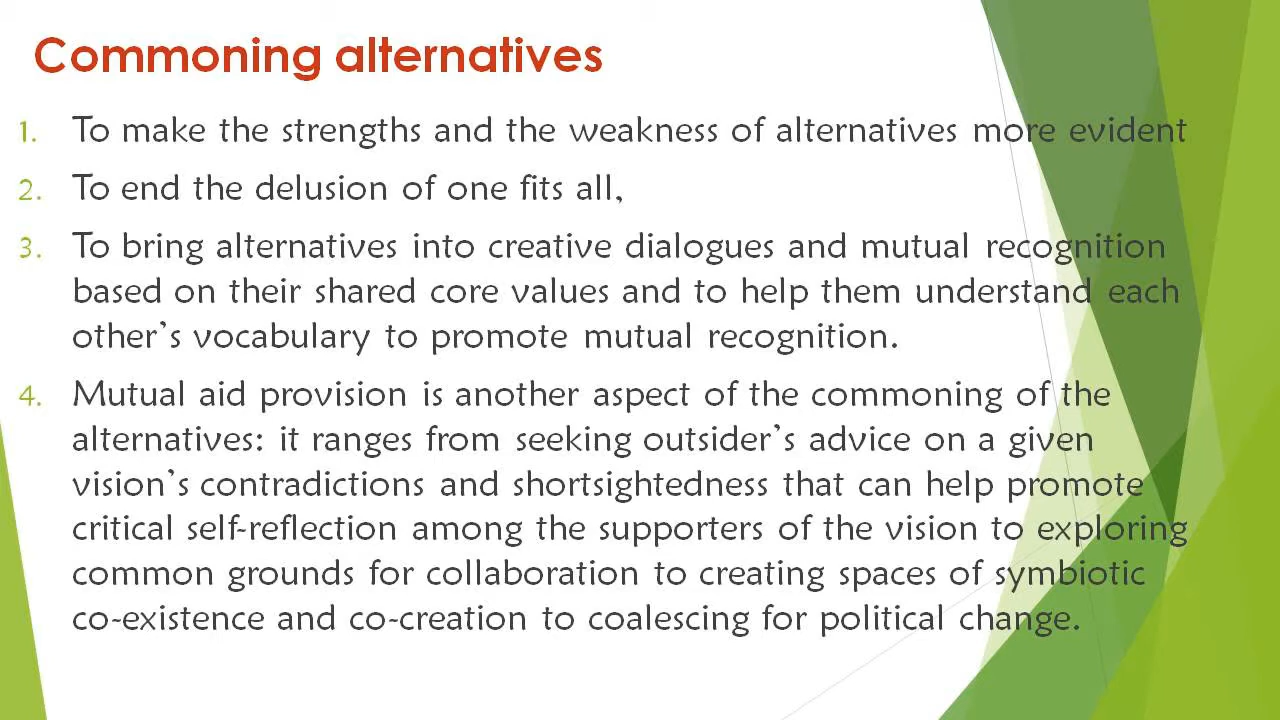 Commoning alternatives
1. To make the strengths and the weakness of alternatives more evident
2. To end the delusion of one fits all,
3. To bring alternatives into creative dialogues and mutual recognition
based on their shared core values and to help them understand each
other’s vocabulary to promote mutual recognition.
4. Mutual aid provision is another aspect of the commoning of the
alternatives: it ranges from seeking outsider’s advice on a given
vision’s contradictions and shortsightedness that can help promote
critical self-reflection among the supporters of the vision to exploring
common grounds for collaboration to creating spaces of symbiotic
co-existence and co-creation to coalescing for political change.